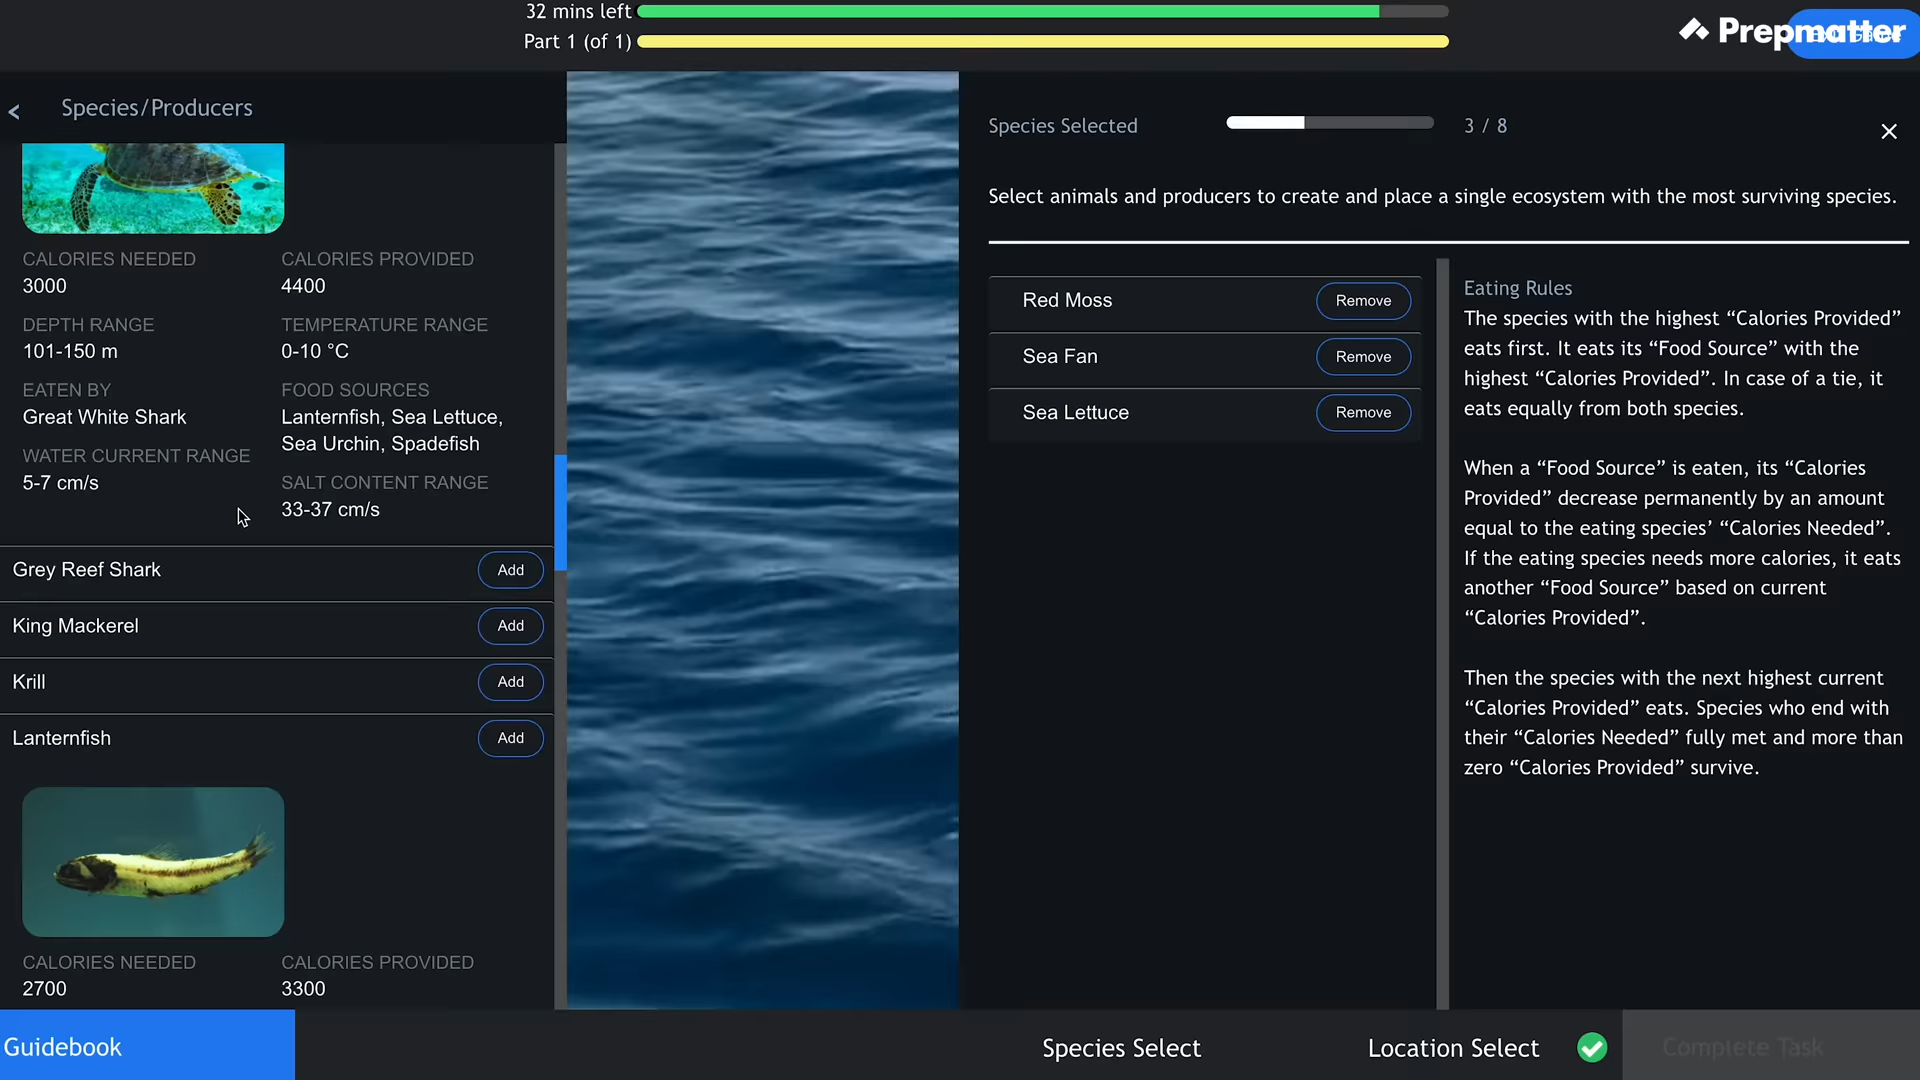 32 mins left
Part 1 (of 1)
Prepmatter
< Species/Producers
CALORIES NEEDED
3000
CALORIES PROVIDED
4400
DEPTH RANGE
101-150 m
TEMPERATURE RANGE
0-10 °C
EATEN BY
Great White Shark
FOOD SOURCES
Lanternfish, Sea Lettuce,
Sea Urchin, Spadefish
WATER CURRENT RANGE
5-7 cm/s
SALT CONTENT RANGE
33-37 cm/s
Grey Reef Shark Add
King Mackerel Add
Krill Add
Lanternfish Add
CALORIES NEEDED
2700
CALORIES PROVIDED
3300
Species Selected 3 / 8
Select animals and producers to create and place a single ecosystem with the most surviving species.
Red Moss Remove
Sea Fan Remove
Sea Lettuce Remove
Eating Rules
The species with the highest “Calories Provided”
eats first. It eats its “Food Source” with the
highest “Calories Provided”. In case of a tie, it
eats equally from both species.
When a “Food Source” is eaten, its “Calories
Provided” decrease permanently by an amount
equal to the eating species’ “Calories Needed”.
If the eating species needs more calories, it eats
another “Food Source” based on current
“Calories Provided”.
Then the species with the next highest current
“Calories Provided” eats. Species who end with
their “Calories Needed” fully met and more than
zero “Calories Provided” survive.
Guidebook
Species Select
Location Select
Complete Task